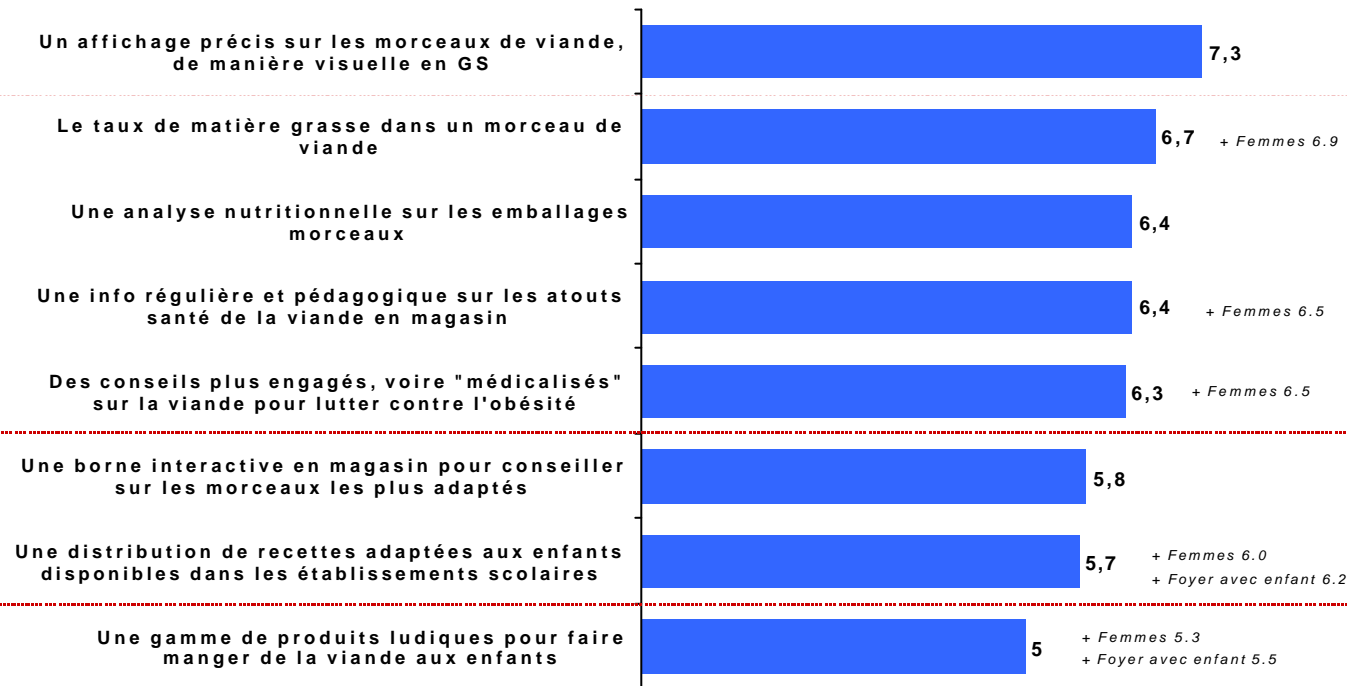 Un affichage précis sur les morceaux de viande,
de manière visuelle en GS
7,3
Le taux de matière grasse dans un morceau de
viande
6,7
+ Femmes 6.9
Une analyse nutritionnelle sur les emballages
morceaux
6,4
Une info régulière et pédagogique sur les atouts
santé de la viande en magasin
6,4
+ Femmes 6.5
Des conseils plus engagés, voire "médicalisés"
sur la viande pour lutter contre l'obésité
6,3
+ Femmes 6.5
Une borne interactive en magasin pour conseiller
sur les morceaux les plus adaptés
5,8
Une distribution de recettes adaptées aux enfants
disponibles dans les établissements scolaires
5,7
+ Femmes 6.0
+ Foyer avec enfant 6.2
Une gamme de produits ludiques pour faire
manger de la viande aux enfants
5
+ Femmes 5.3
+ Foyer avec enfant 5.5